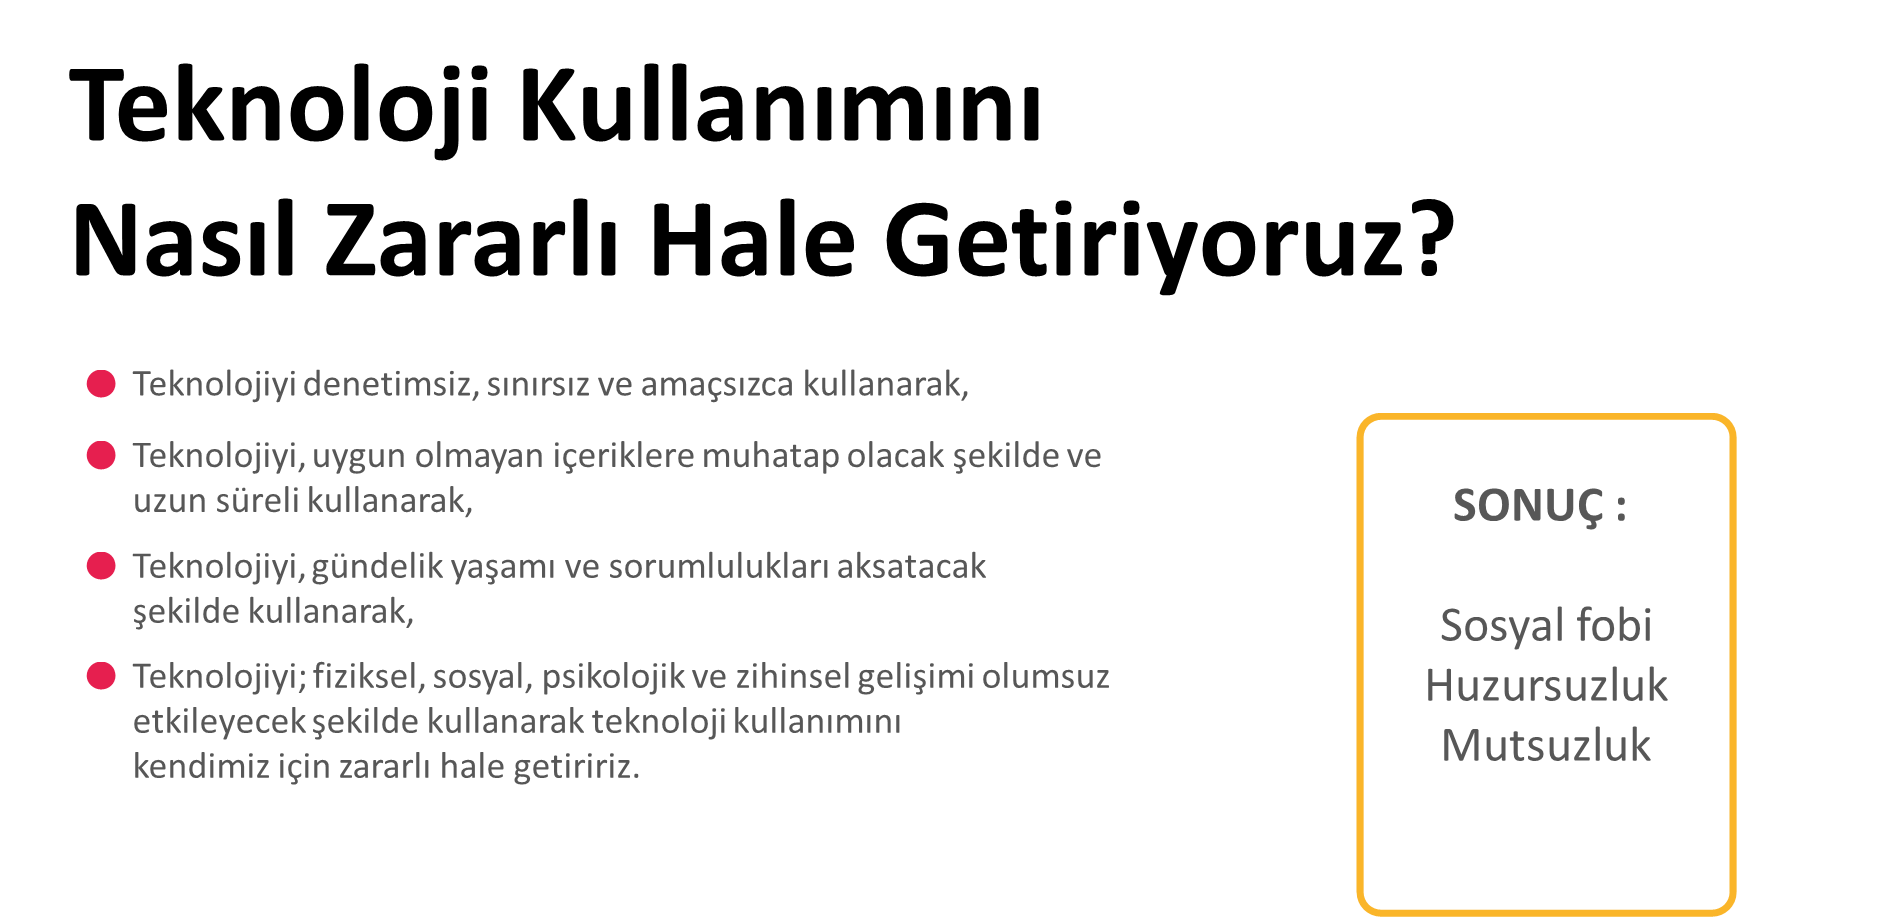 Teknoloji Kullanımını
Nasıl Zararlı Hale Getiriyoruz?
Teknolojiyi denetimsiz, sınırsız ve amaçsızca kullanarak,
Teknolojiyi, uygun olmayan içeriklere muhatap olacak şekilde ve
uzun süreli kullanarak,
Teknolojiyi, gündelik yaşamı ve sorumlulukları aksatacak
şekilde kullanarak,
Teknolojiyi; fiziksel, sosyal, psikolojik ve zihinsel gelişimi olumsuz
etkileyecek şekilde kullanarak teknoloji kullanımını
kendimiz için zararlı hale getiririz.
SONUÇ :
Sosyal fobi
Huzursuzluk
Mutsuzluk